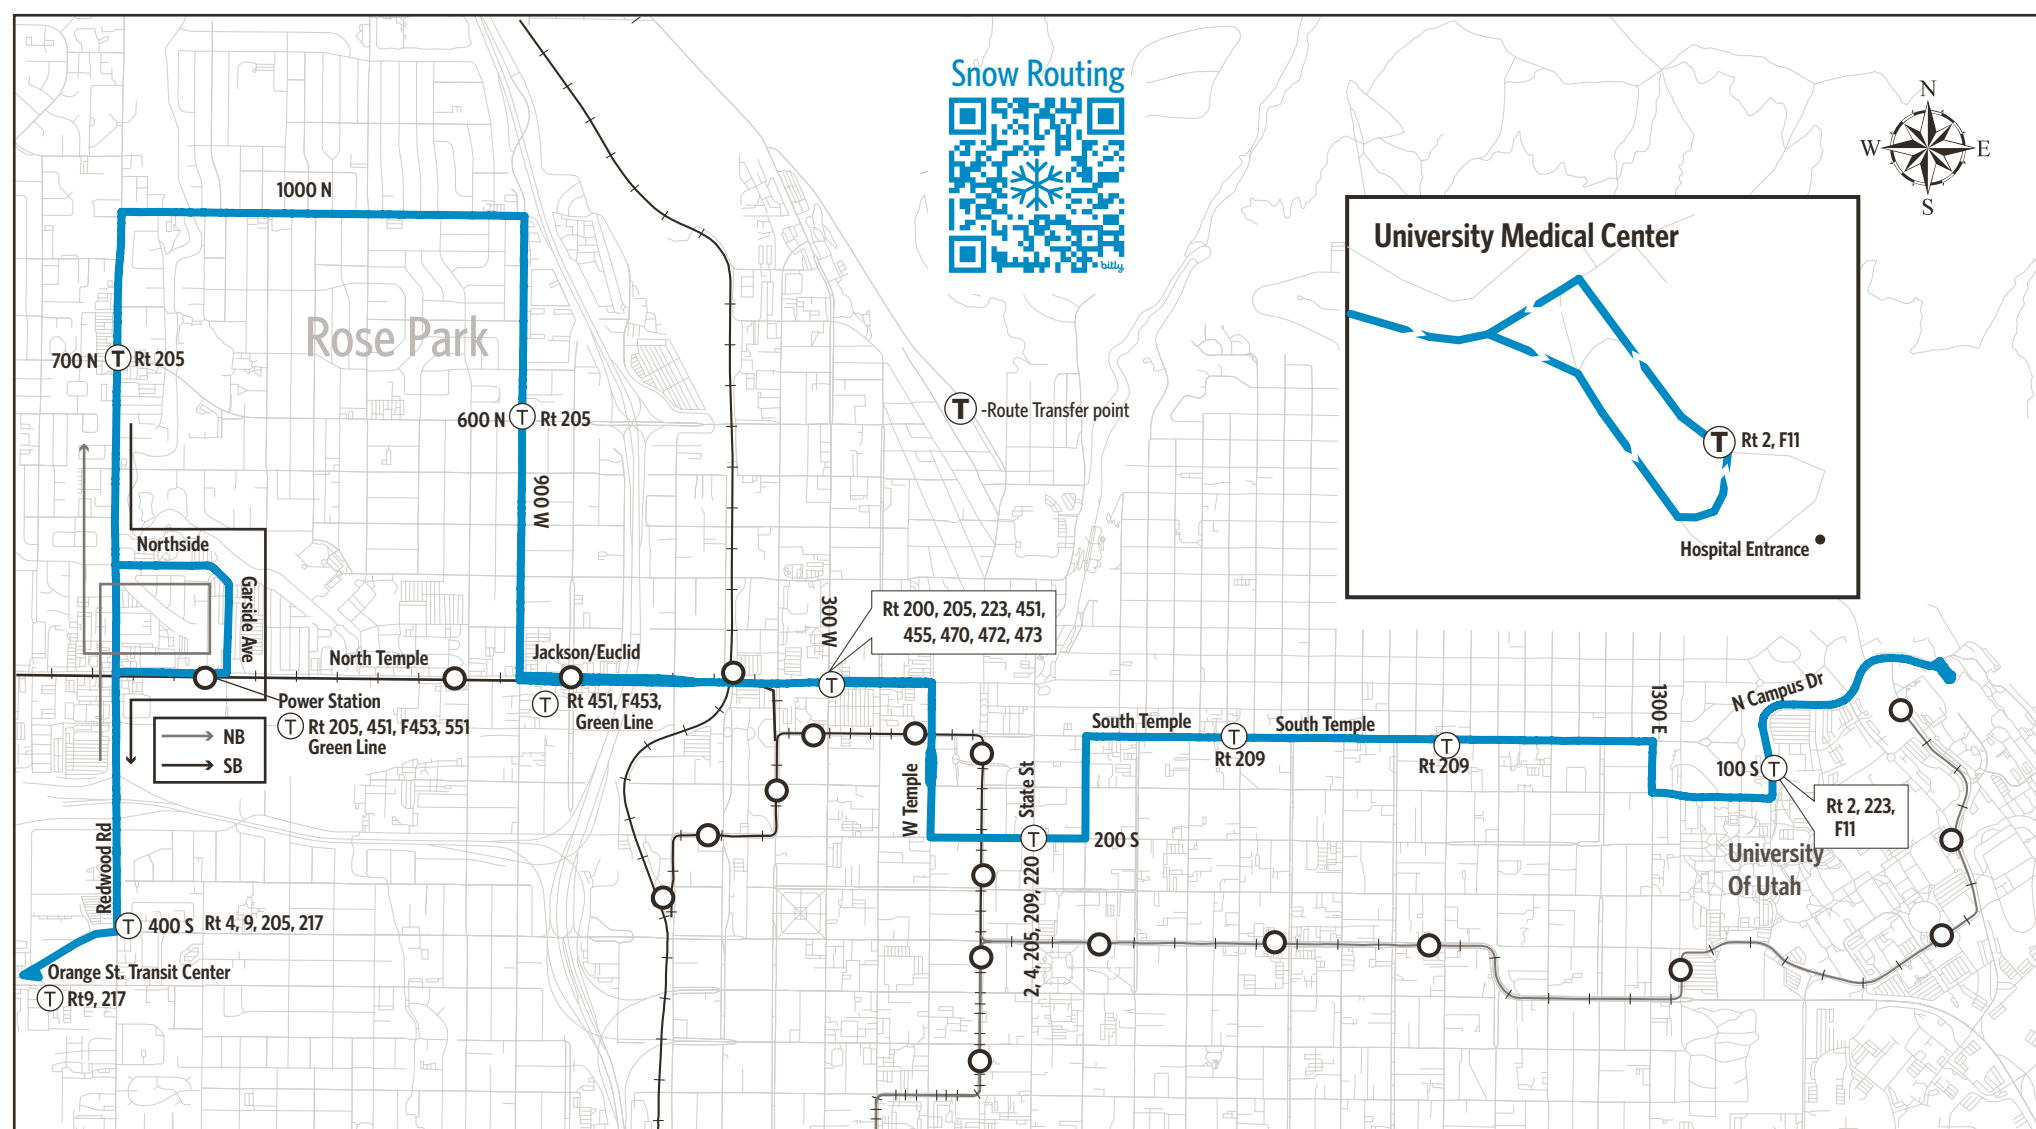 Snow Routing
bitly
N
W
E
S
1000 N
University Medical Center
Rose Park
700 N
T
Rt 205
600 N
T
Rt 205
T
-Route Transfer point
T
Rt 2, F11
900 W
Hospital Entrance
Northside
Garside Ave
300 W
Rt 200, 205, 223, 451,
455, 470, 472, 473
North Temple
Jackson/Euclid
T
T
Rt 451, F453,
Green Line
Power Station
T
Rt 205, 451, F453, 551
Green Line
NB
SB
1300 E
N Campus Dr
South Temple
T
South Temple
T
Rt 209
Rt 209
100 S
T
Rt 2, 223,
F11
W Temple
State St
T
200 S
University
Of Utah
Redwood Rd
2, 4, 205, 209, 220
T
400 S
Rt 4, 9, 205, 217
Orange St. Transit Center
T
Rt9, 217